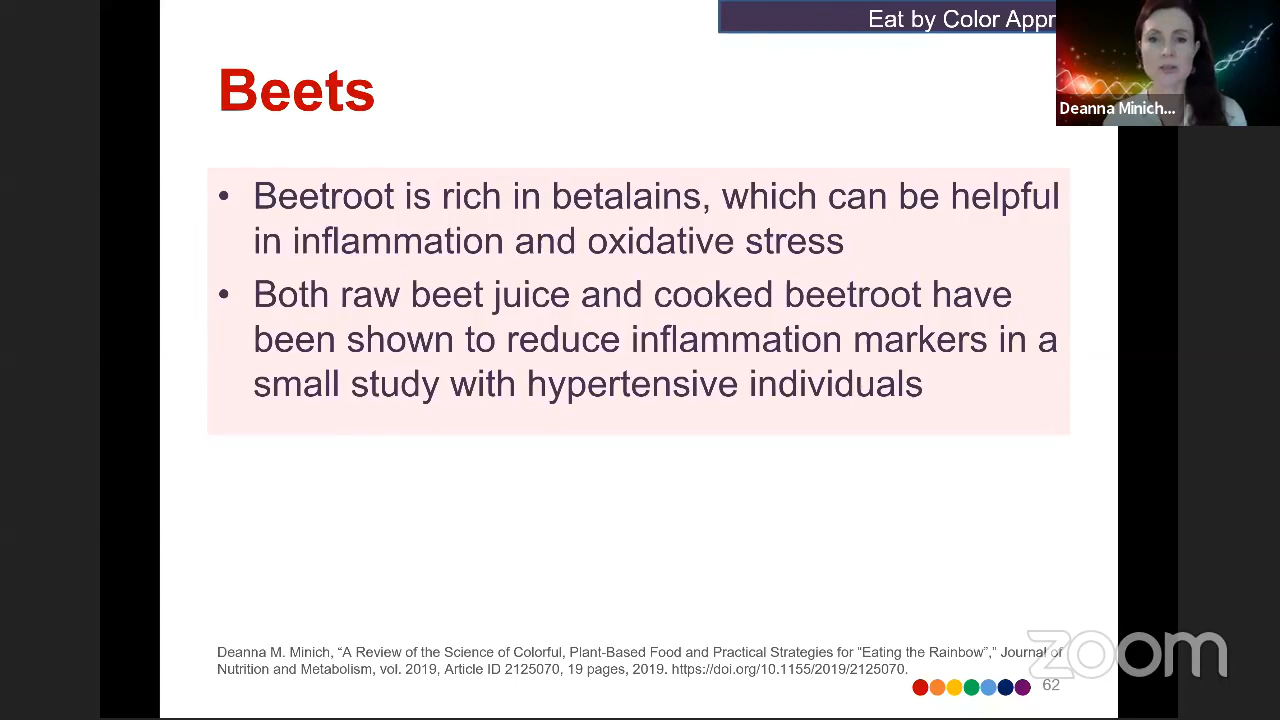 Eat by Color Appr
Deanna Minich...
Beets
• Beetroot is rich in betalains, which can be helpful
in inflammation and oxidative stress
• Both raw beet juice and cooked beetroot have
been shown to reduce inflammation markers in a
small study with hypertensive individuals
Deanna M. Minich, “A Review of the Science of Colorful, Plant-Based Food and Practical Strategies for “Eating the Rainbow”,” Journal of
Nutrition and Metabolism, vol. 2019, Article ID 2125070, 19 pages, 2019. https://doi.org/10.1155/2019/2125070.
62
zoom